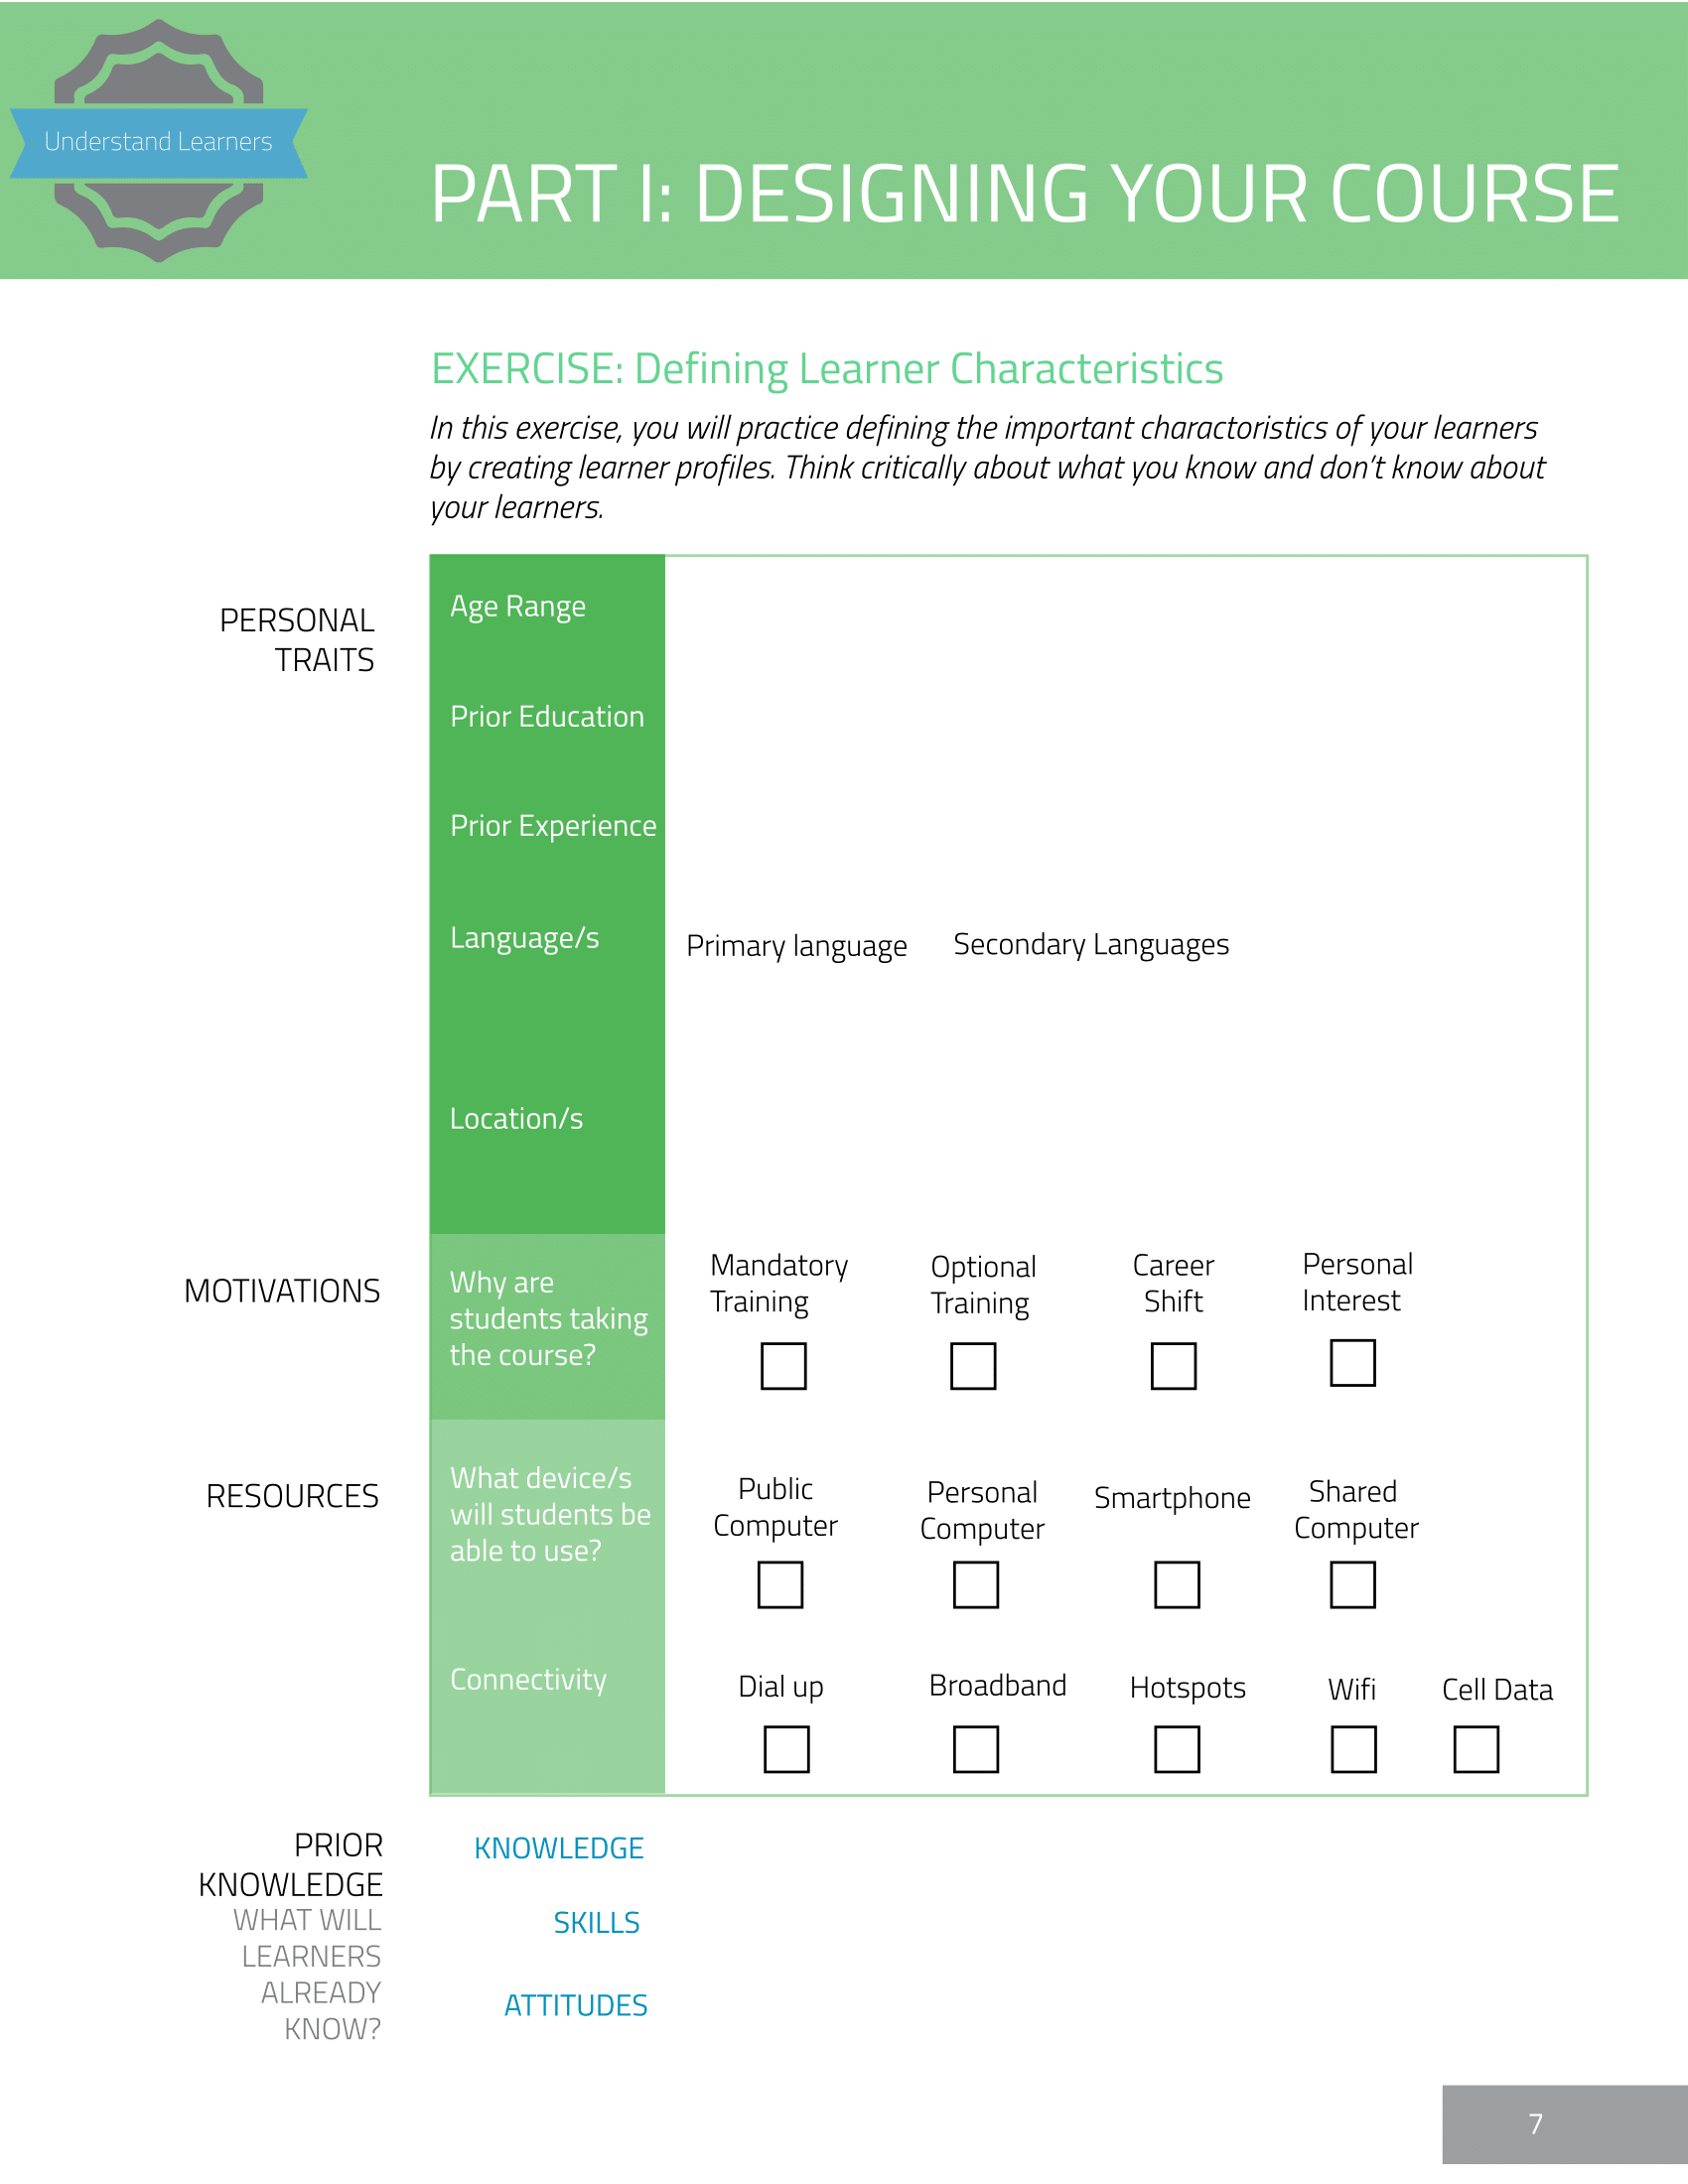 Understand Learners
PART I: DESIGNING YOUR COURSE
EXERCISE: Defining Learner Characteristics
In this exercise, you will practice defining the important charactoristics of your learners
by creating learner profiles. Think critically about what you know and don't know about
your learners.
PERSONAL
TRAITS
Age Range
Prior Education
Prior Experience
Language/s
Primary language
Secondary Languages
Location/s
MOTIVATIONS
Why are
students taking
the course?
Mandatory
Training
Optional
Training
Career
Shift
Personal
Interest
RESOURCES
What device/s
will students be
able to use?
Public
Computer
Personal
Computer
Smartphone
Shared
Computer
Connectivity
Dial up
Broadband
Hotspots
Wifi
Cell Data
PRIOR
KNOWLEDGE
WHAT WILL
LEARNERS
ALREADY
KNOW?
KNOWLEDGE
SKILLS
ATTITUDES
7